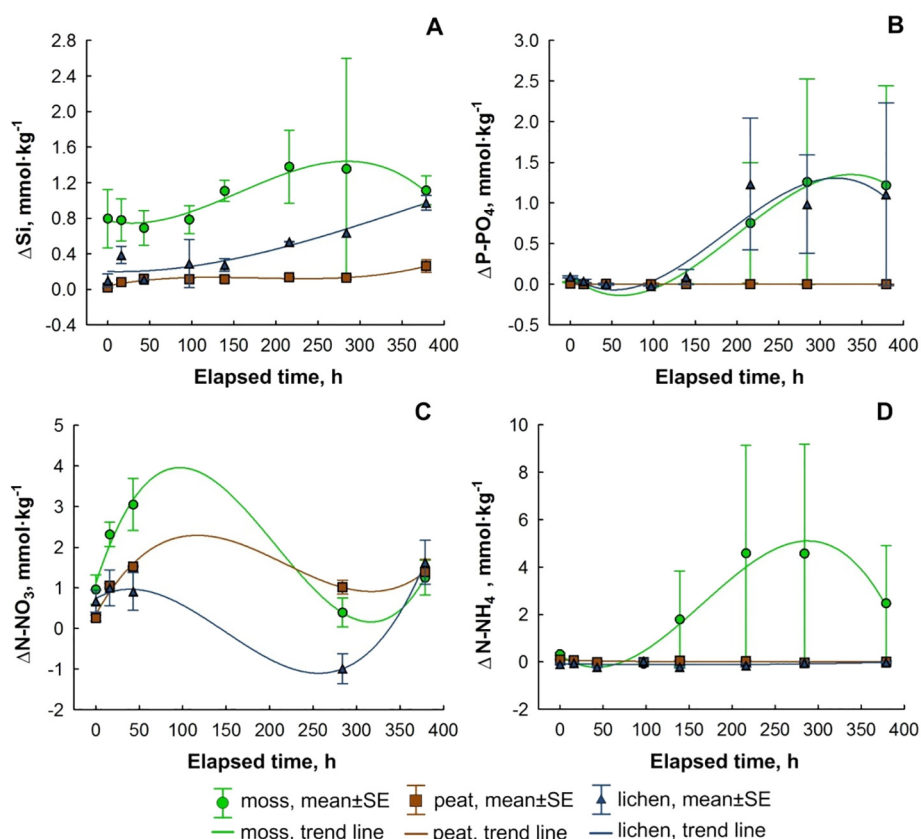 A
ΔSi, mmol·kg⁻¹
2.8
2.4
2.0
1.6
1.2
0.8
0.4
0.0
-0.4
0 50 100 150 200 250 300 350 400
Elapsed time, h
B
ΔP-PO₄, mmol·kg⁻¹
3.0
2.5
2.0
1.5
1.0
0.5
0.0
-0.5
0 50 100 150 200 250 300 350 400
Elapsed time, h
C
ΔN-NO₃, mmol·kg⁻¹
5
4
3
2
1
0
-1
-2
0 50 100 150 200 250 300 350 400
Elapsed time, h
D
ΔN-NH₄ , mmol·kg⁻¹
10
8
6
4
2
0
-2
0 50 100 150 200 250 300 350 400
Elapsed time, h
moss, mean±SE peat, mean±SE lichen, mean±SE
moss, trend line peat, trend line lichen, trend line